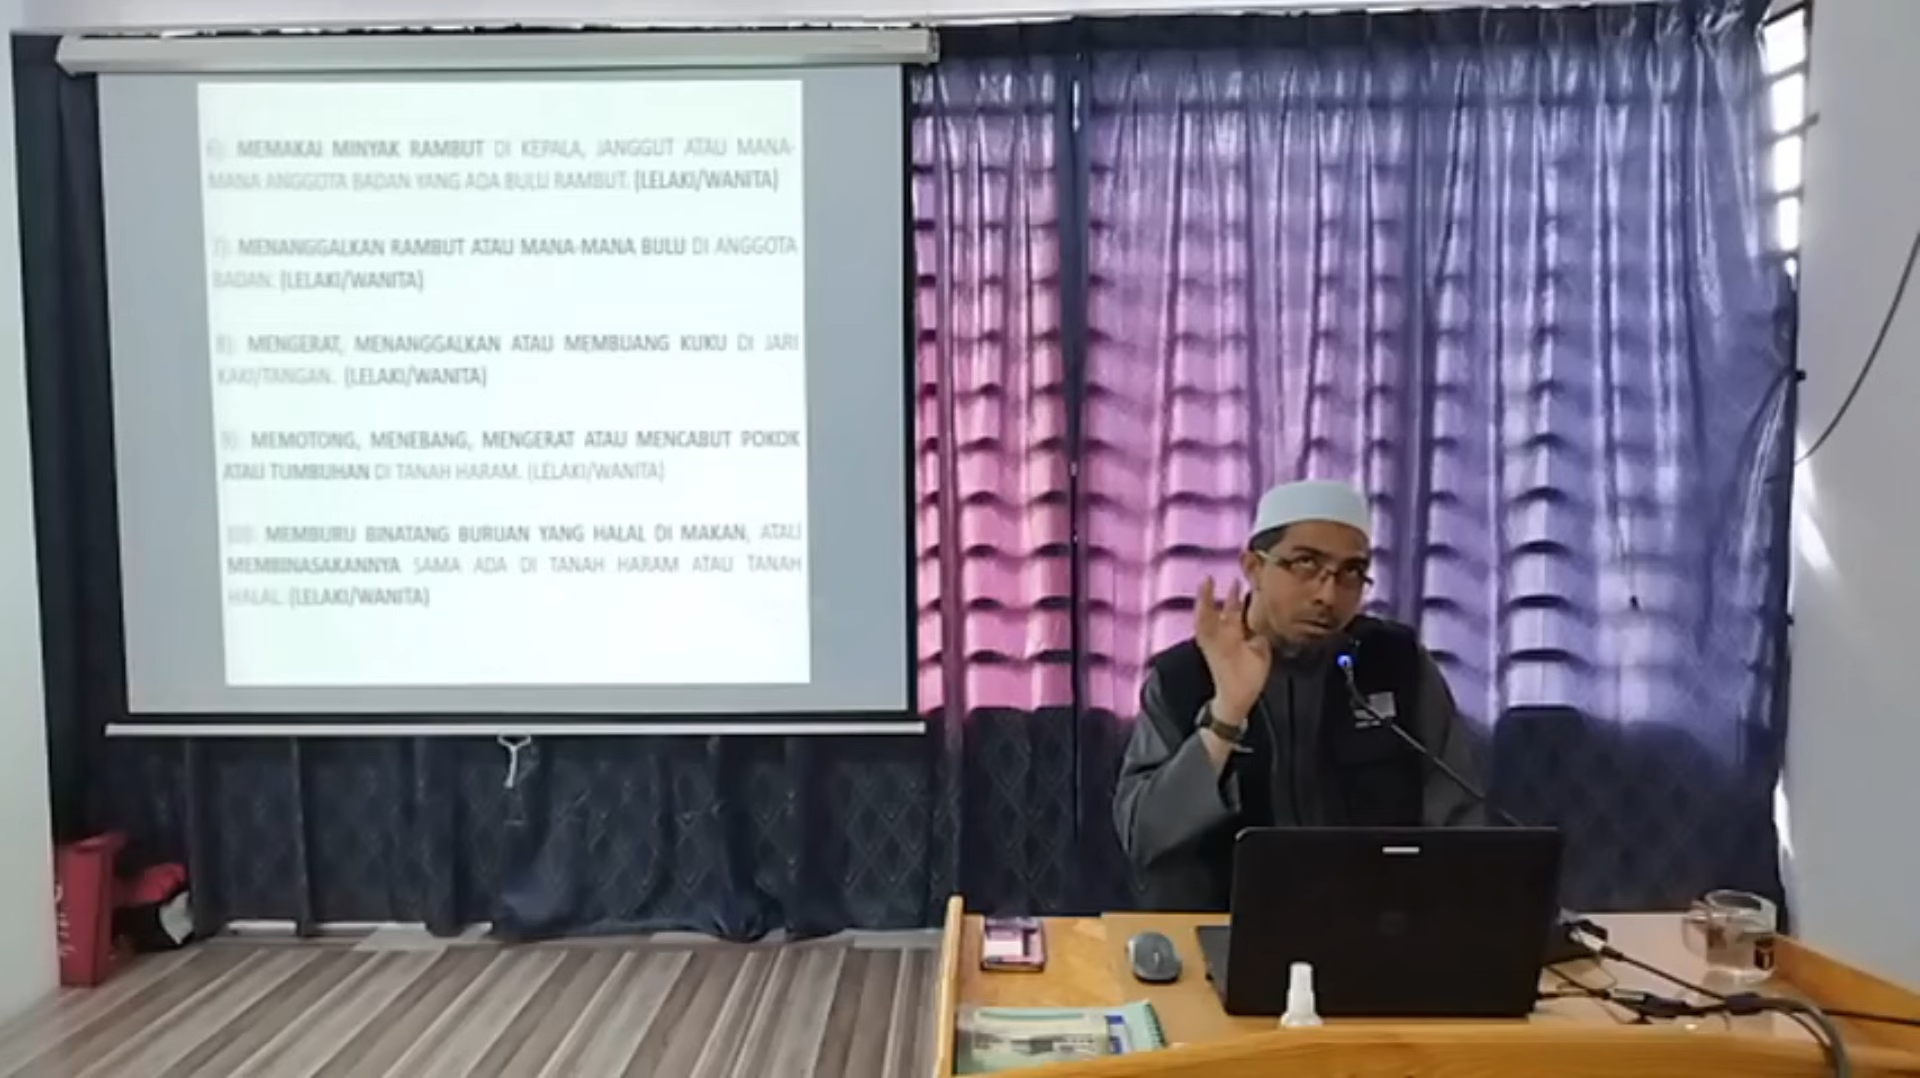 6). MEMAKAI MINYAK RAMBUT DI KEPALA, JANGGUT ATAU MANA-
MANA ANGGOTA BADAN YANG ADA BULU RAMBUT. (LELAKI/WANITA)
7). MENANGGALKAN RAMBUT ATAU MANA-MANA BULU DI ANGGOTA
BADAN. (LELAKI/WANITA)
8). MENGERAT, MENANGGALKAN ATAU MEMBUANG KUKU DI JARI
KAKI/TANGAN. (LELAKI/WANITA)
9). MEMOTONG, MENEBANG, MENGERAT ATAU MENCABUT POKOK
ATAU TUMBUHAN DI TANAH HARAM. (LELAKI/WANITA)
10). MEMBURU BINATANG BURUAN YANG HALAL DI MAKAN, ATAU
MEMBINASAKANNYA SAMA ADA DI TANAH HARAM ATAU TANAH
HALAL. (LELAKI/WANITA)